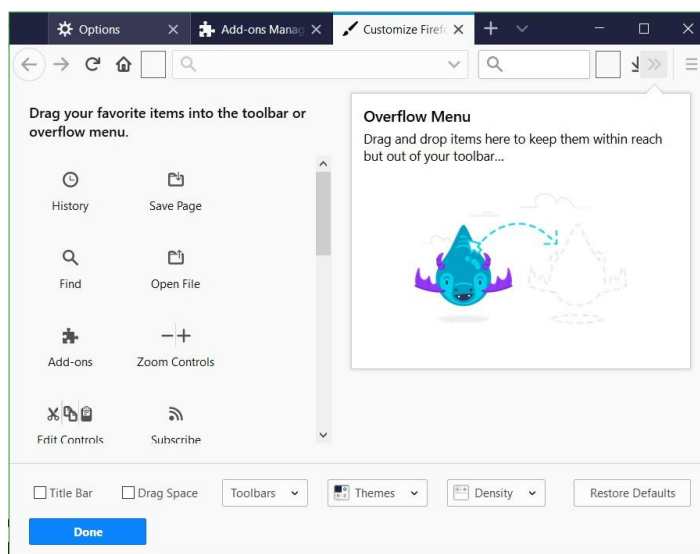 Options
Add-ons Manag
Customize Firefo
Drag your favorite items into the toolbar or
overflow menu.
History
Save Page
Find
Open File
Add-ons
Zoom Controls
Edit Controls
Subscribe
Overflow Menu
Drag and drop items here to keep them within reach
but out of your toolbar...
Title Bar
Drag Space
Toolbars
Themes
Density
Restore Defaults
Done